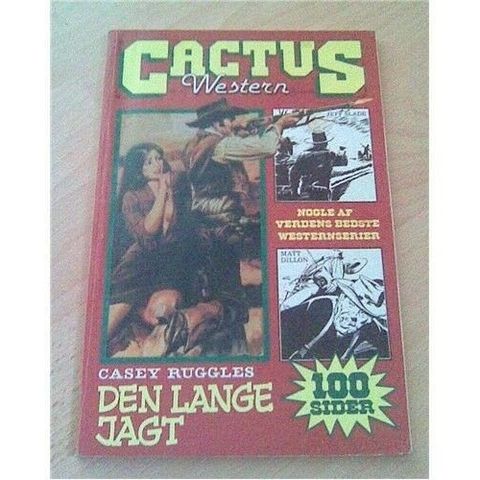 CACTUS
Western
JEFF SLADE
NOGLE AF
VERDENS BEDSTE
WESTERNSERIER
MATT
DILLON
CASEY RUGGLES
DEN LANGE
JAGT
100
SIDER